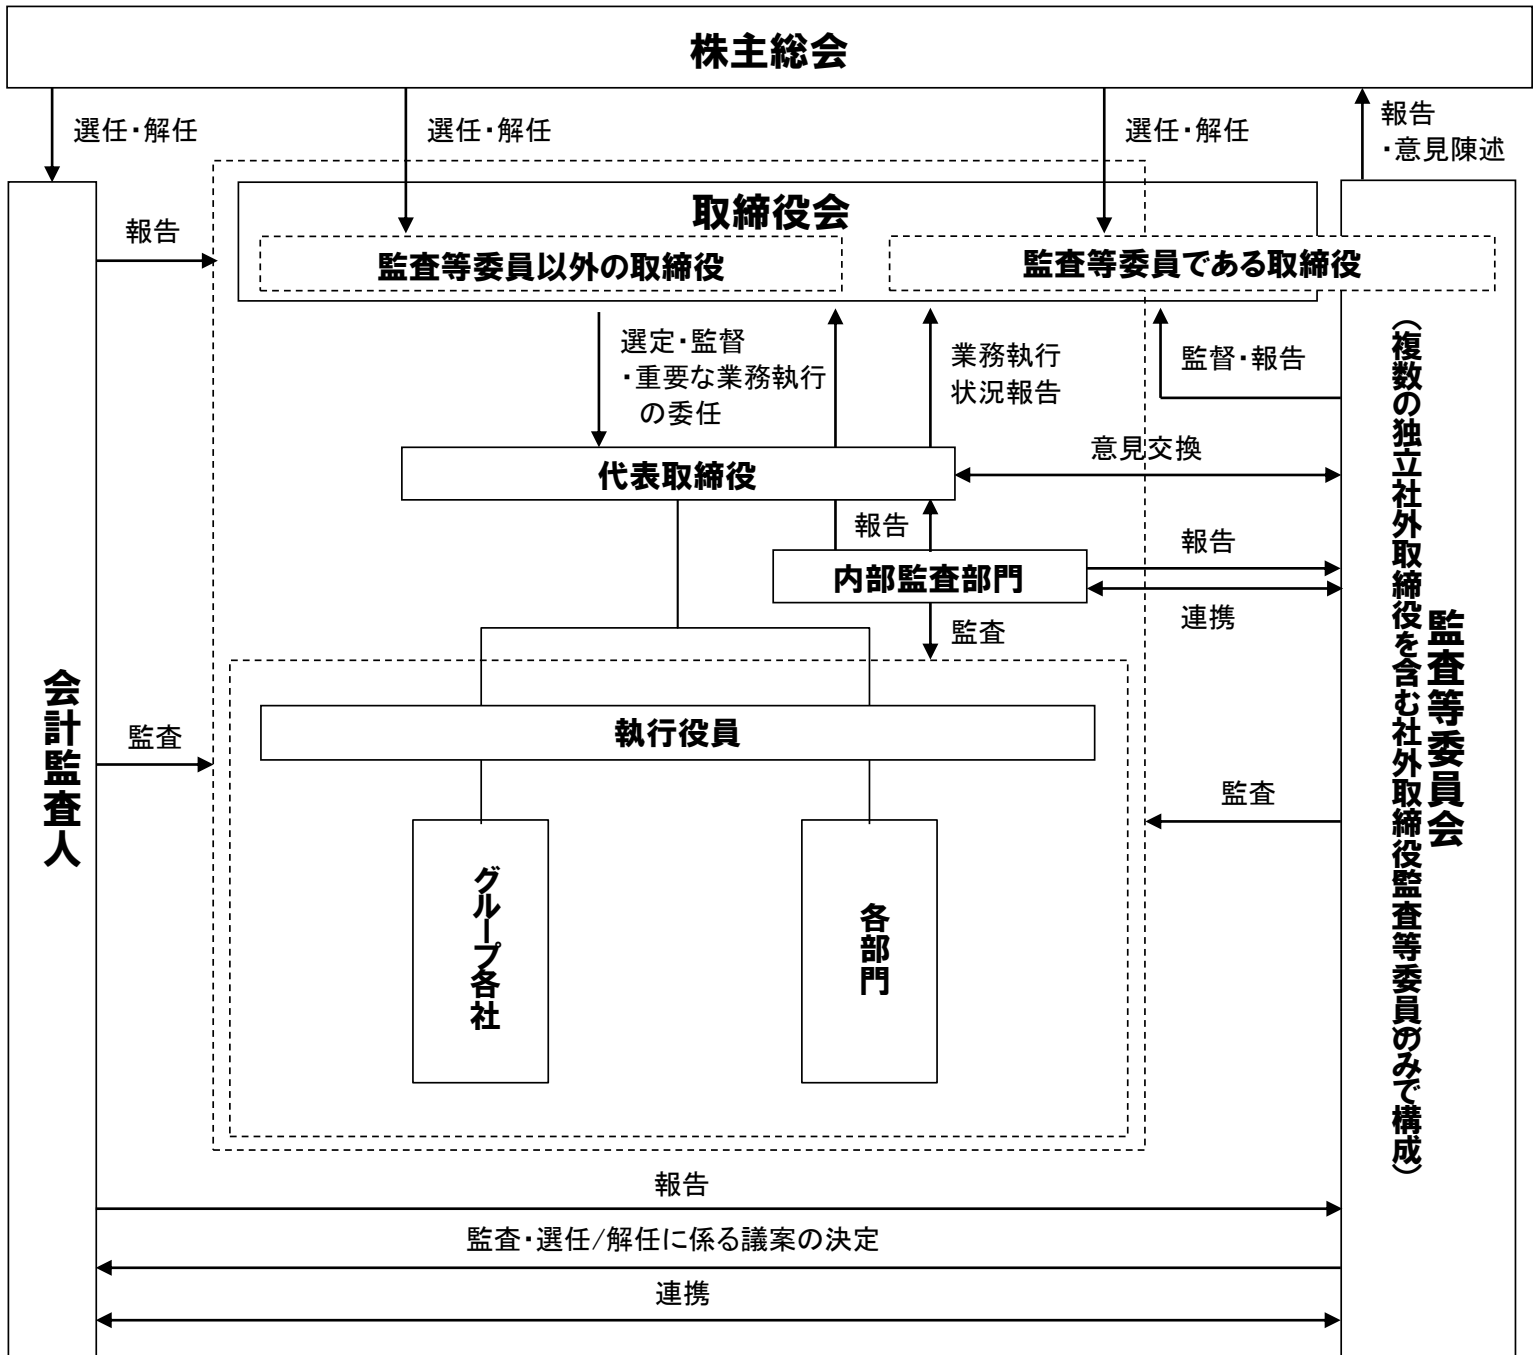 株主総会
選任・解任
選任・解任
選任・解任
報告
・意見陳述
取締役会
報告
監査等委員以外の取締役
監査等委員である取締役
選定・監督
・重要な業務執行
の委任
業務執行
状況報告
監督・報告
意見交換
代表取締役
報告
報告
内部監査部門
連携
監査
執行役員
監査
監査
会計監査人
グループ各社
各部門
監査等委員会
（複数の独立社外取締役を含む社外取締役監査等委員のみで構成）
報告
監査・選任/解任に係る議案の決定
連携